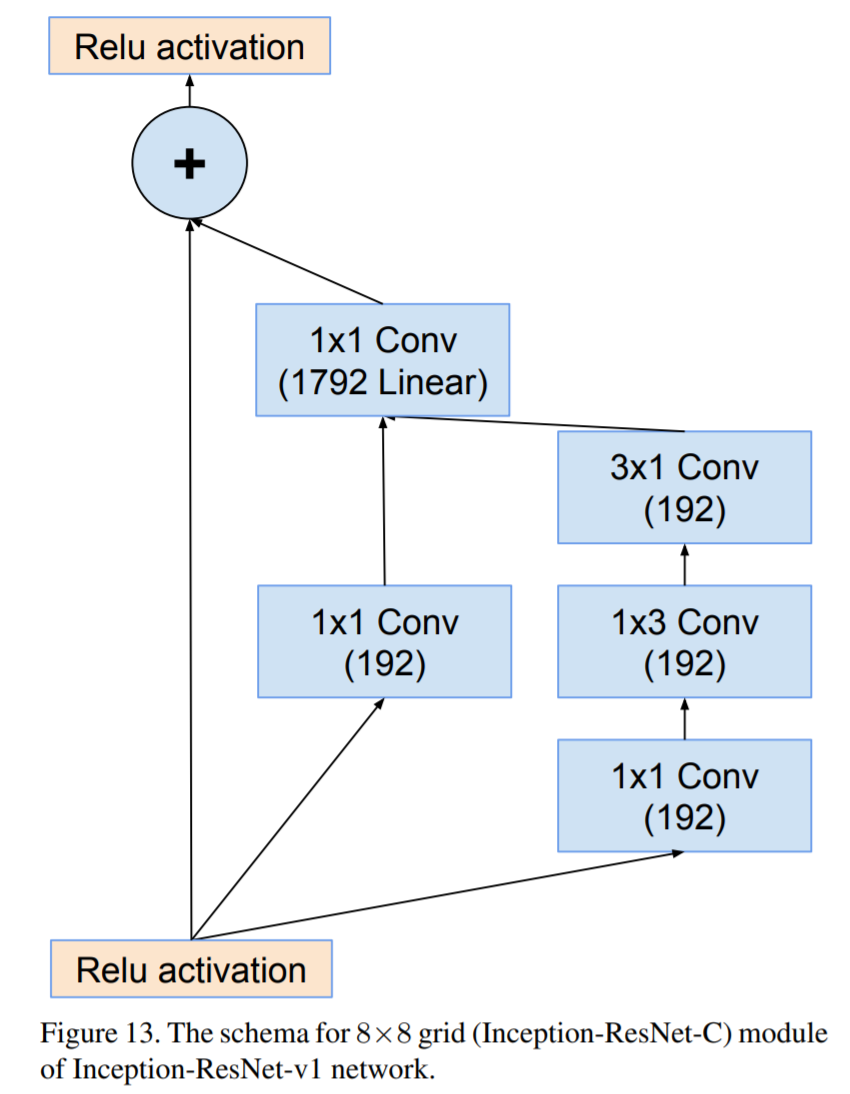 Relu activation
+
1x1 Conv
(1792 Linear)
3x1 Conv
(192)
1x1 Conv
(192)
1x3 Conv
(192)
1x1 Conv
(192)
Relu activation
Figure 13. The schema for 8×8 grid (Inception-ResNet-C) module
of Inception-ResNet-v1 network.